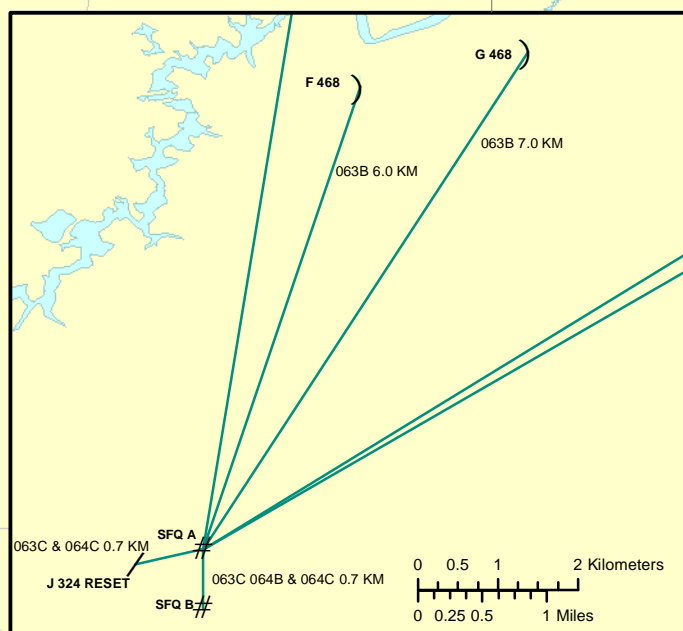 G 468
F 468
063B 7.0 KM
063B 6.0 KM
SFQ A
063C & 064C 0.7 KM
J 324 RESET
063C 064B & 064C 0.7 KM
SFQ B
0 0.5 1 2 Kilometers
0 0.25 0.5 1 Miles